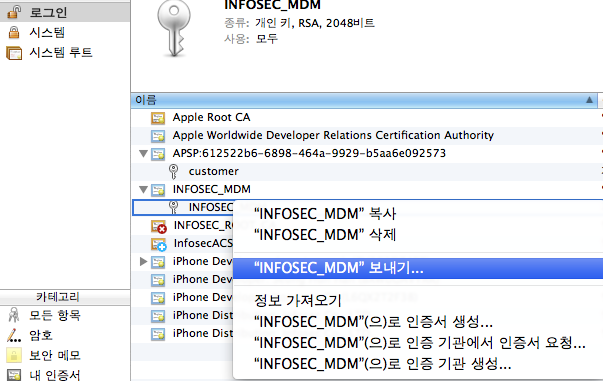 로그인
시스템
시스템 루트
INFOSEC_MDM
종류: 개인 키, RSA, 2048비트
사용: 모두
이름
Apple Root CA
Apple Worldwide Developer Relations Certification Authority
APSP:612522b6-6898-464a-9929-b5aa6e092573
customer
INFOSEC_MDM
INFOSEC
INFOSEC_R
InfosecACS
iPhone Dev
iPhone Dev
iPhone Dev
iPhone Distr
iPhone Distr
"INFOSEC_MDM" 복사
"INFOSEC_MDM" 삭제
"INFOSEC_MDM" 보내기...
정보 가져오기
"INFOSEC_MDM"(으)로 인증서 생성...
"INFOSEC_MDM"(으)로 인증 기관에서 인증서 요청...
"INFOSEC_MDM"(으)로 인증 기관 생성...
카테고리
모든 항목
암호
보안 메모
내 인증서